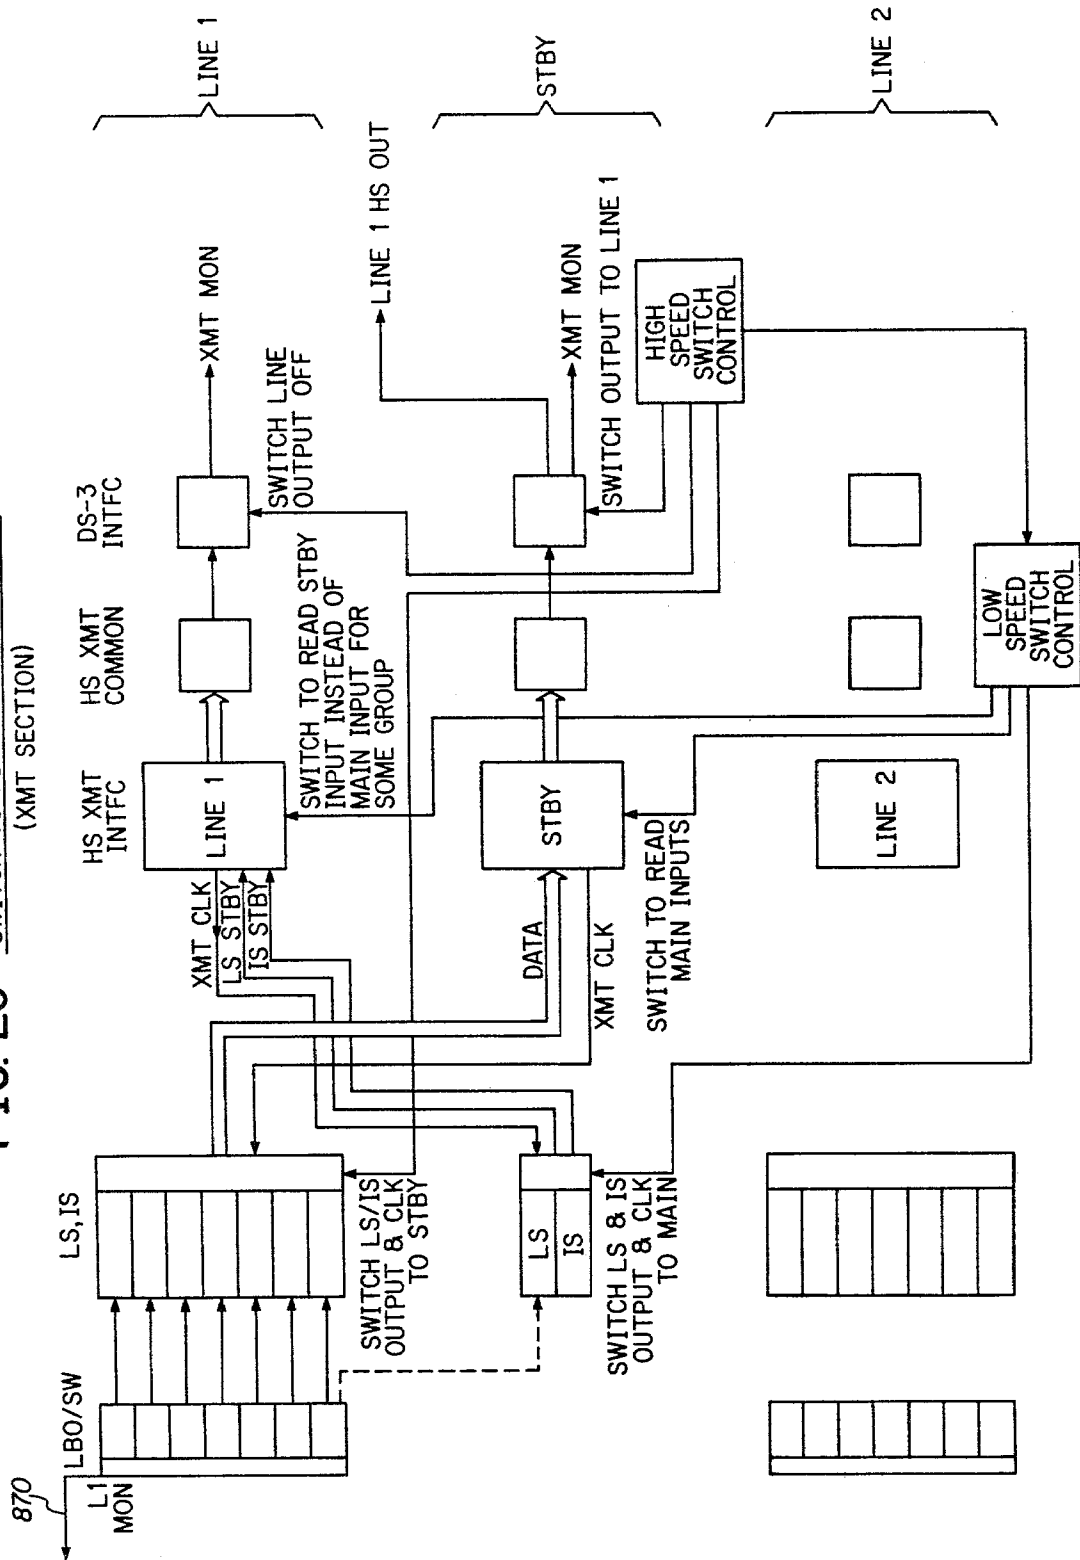 (XMT SECTION)
870
L1
MON
LBO/SW
LS,IS
HS XMT
INTFC
HS XMT
COMMON
DS-3
INTFC
LINE 1
XMT CLK
LS STBY
IS STBY
LINE 1
XMT MON
SWITCH LINE
OUTPUT OFF
SWITCH TO READ STBY
INPUT INSTEAD OF
MAIN INPUT FOR
SOME GROUP
SWITCH LS/IS
OUTPUT & CLK
TO STBY
LINE 1 HS OUT
STBY
LS
IS
DATA
XMT CLK
STBY
XMT MON
SWITCH OUTPUT TO LINE 1
SWITCH LS & IS
OUTPUT & CLK
TO MAIN
SWITCH TO READ
MAIN INPUTS
HIGH
SPEED
SWITCH
CONTROL
LINE 2
LINE 2
LOW
SPEED
SWITCH
CONTROL